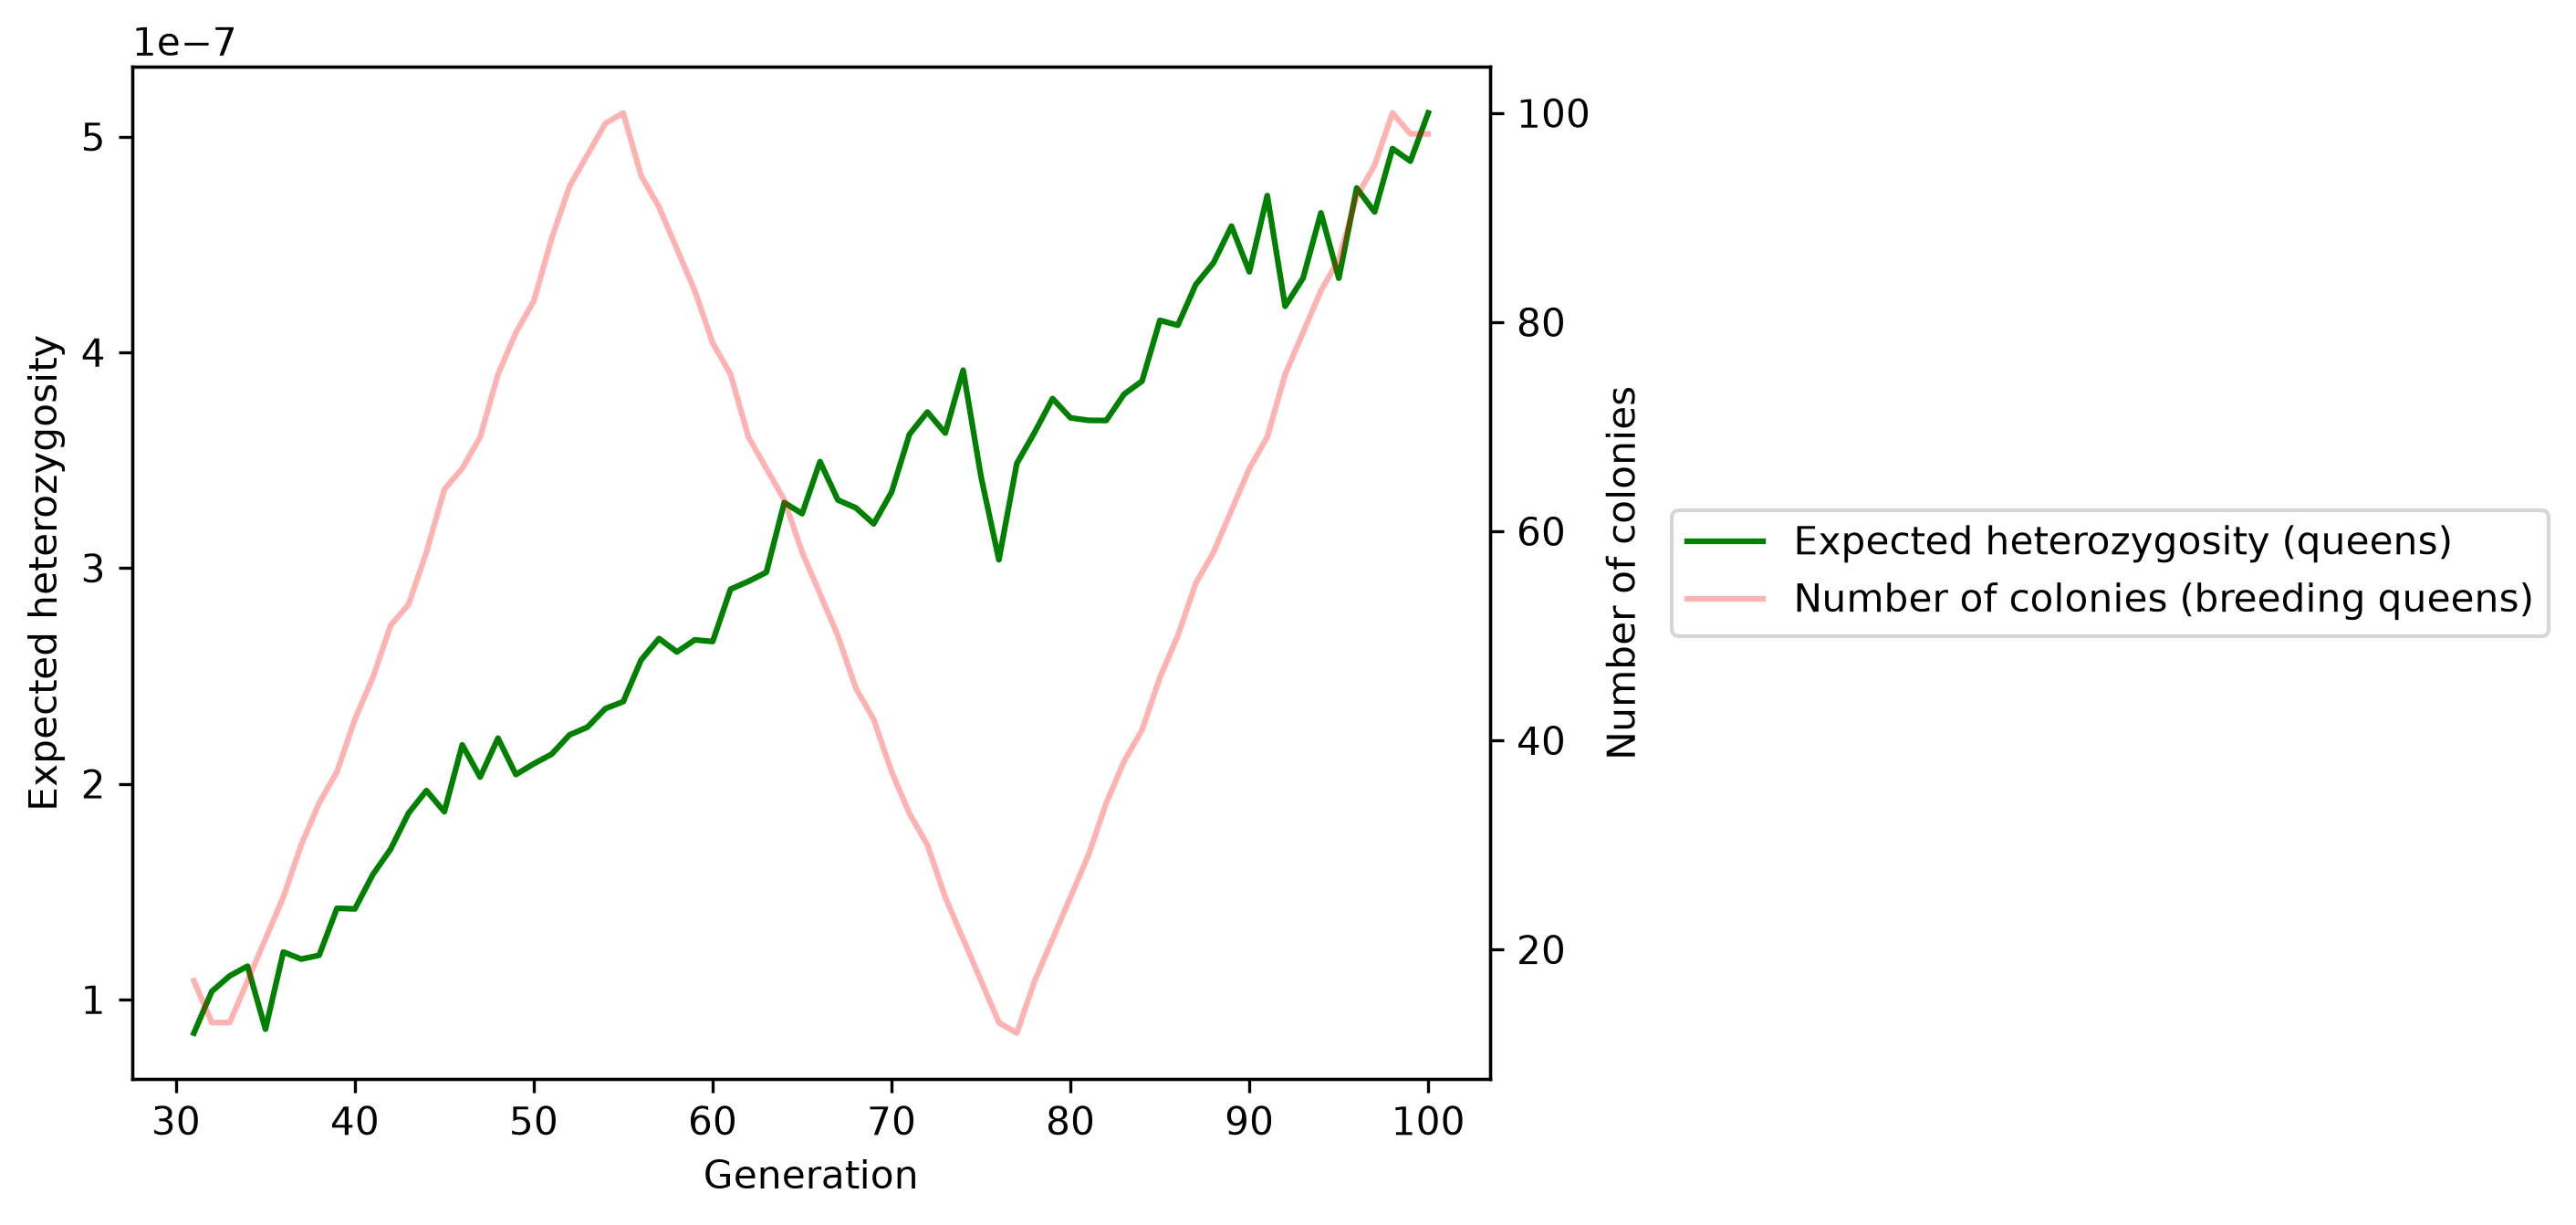 1e−7
5
4
3
2
1
Expected heterozygosity
100
80
60
40
20
Number of colonies
30 40 50 60 70 80 90 100
Generation
Expected heterozygosity (queens)
Number of colonies (breeding queens)